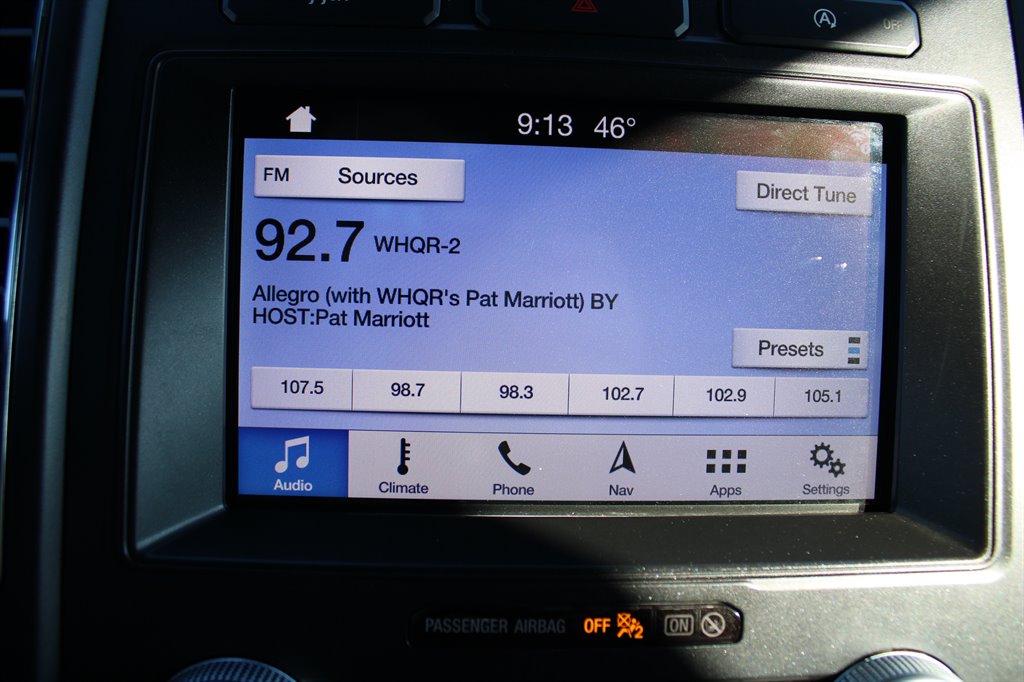 OFF
9:13 46°
FM Sources
Direct Tune
92.7 WHQR-2
Allegro (with WHQR's Pat Marriott) BY
HOST:Pat Marriott
Presets
107.5 98.7 98.3 102.7 102.9 105.1
Audio Climate Phone Nav Apps Settings
PASSENGER AIRBAG OFF 2 ON